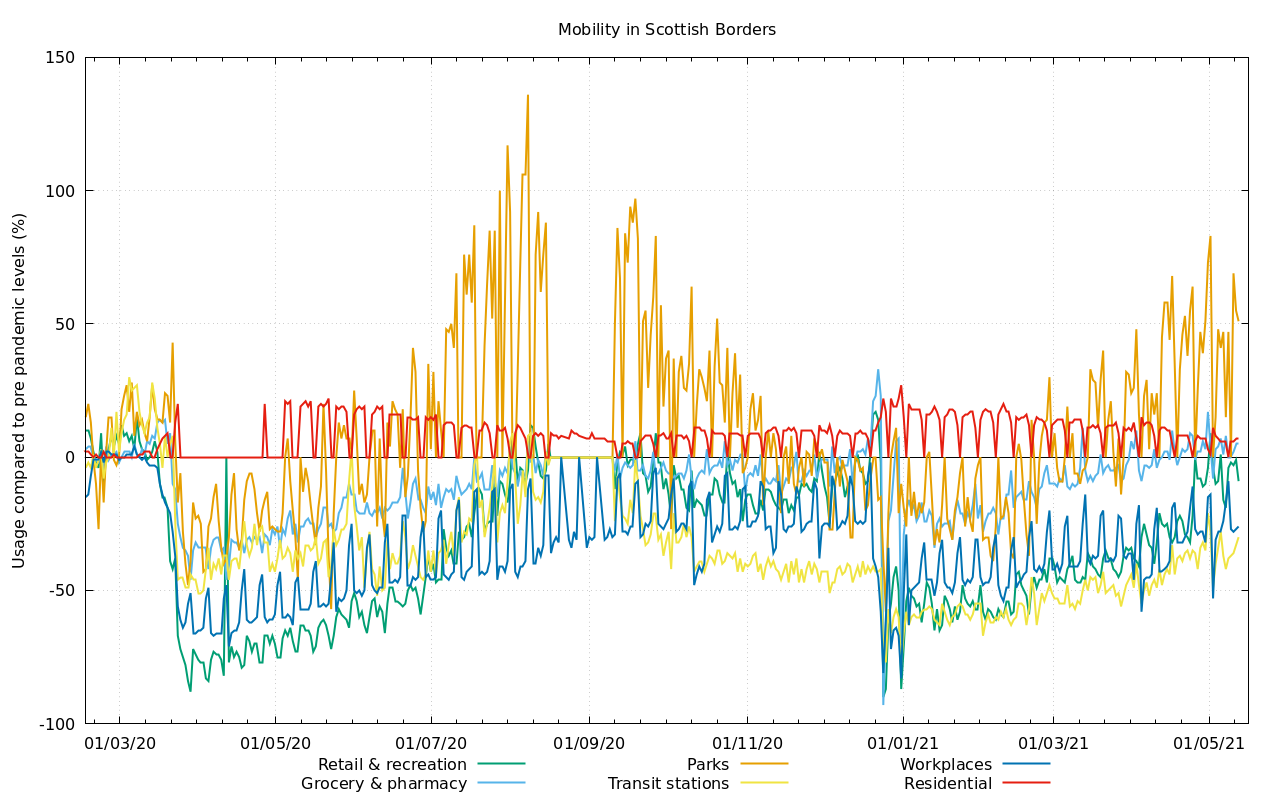 Mobility in Scottish Borders
Usage compared to pre pandemic levels (%)
150
100
50
0
-50
-100
01/03/20 01/05/20 01/07/20 01/09/20 01/11/20 01/01/21 01/03/21 01/05/21
Retail & recreation Parks Workplaces
Grocery & pharmacy Transit stations Residential